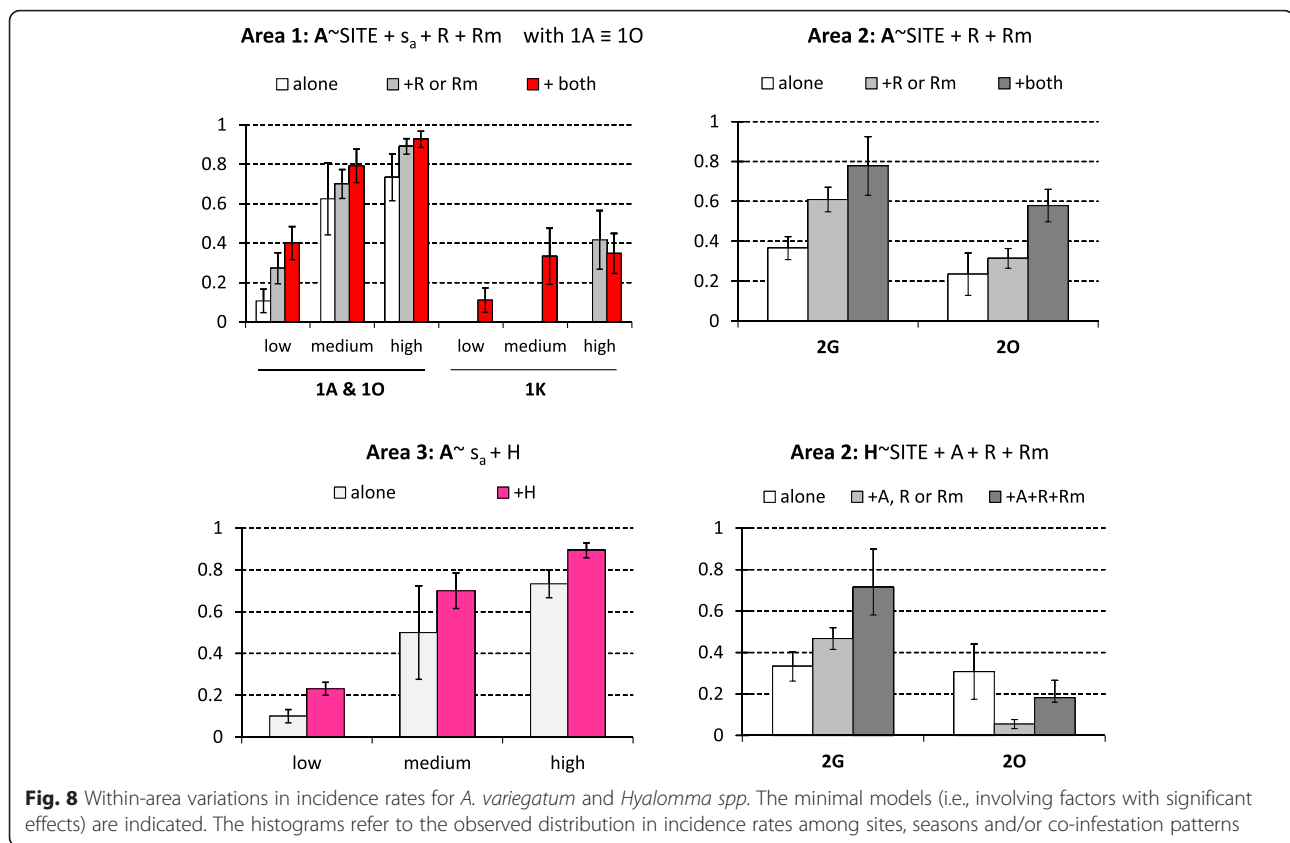 Area 1: A~SITE + sa + R + Rm with 1A ≡ 1O
alone +R or Rm + both
1
0.8
0.6
0.4
0.2
0
low medium high low medium high
1A & 1O 1K
Area 2: A~SITE + R + Rm
alone +R or Rm +both
1
0.8
0.6
0.4
0.2
0
2G 2O
Area 3: A~ sa + H
alone +H
1
0.8
0.6
0.4
0.2
0
low medium high
Area 2: H~SITE + A + R + Rm
alone +A, R or Rm +A+R+Rm
1
0.8
0.6
0.4
0.2
0
2G 2O
Fig. 8 Within-area variations in incidence rates for A. variegatum and Hyalomma spp. The minimal models (i.e., involving factors with significant
effects) are indicated. The histograms refer to the observed distribution in incidence rates among sites, seasons and/or co-infestation patterns